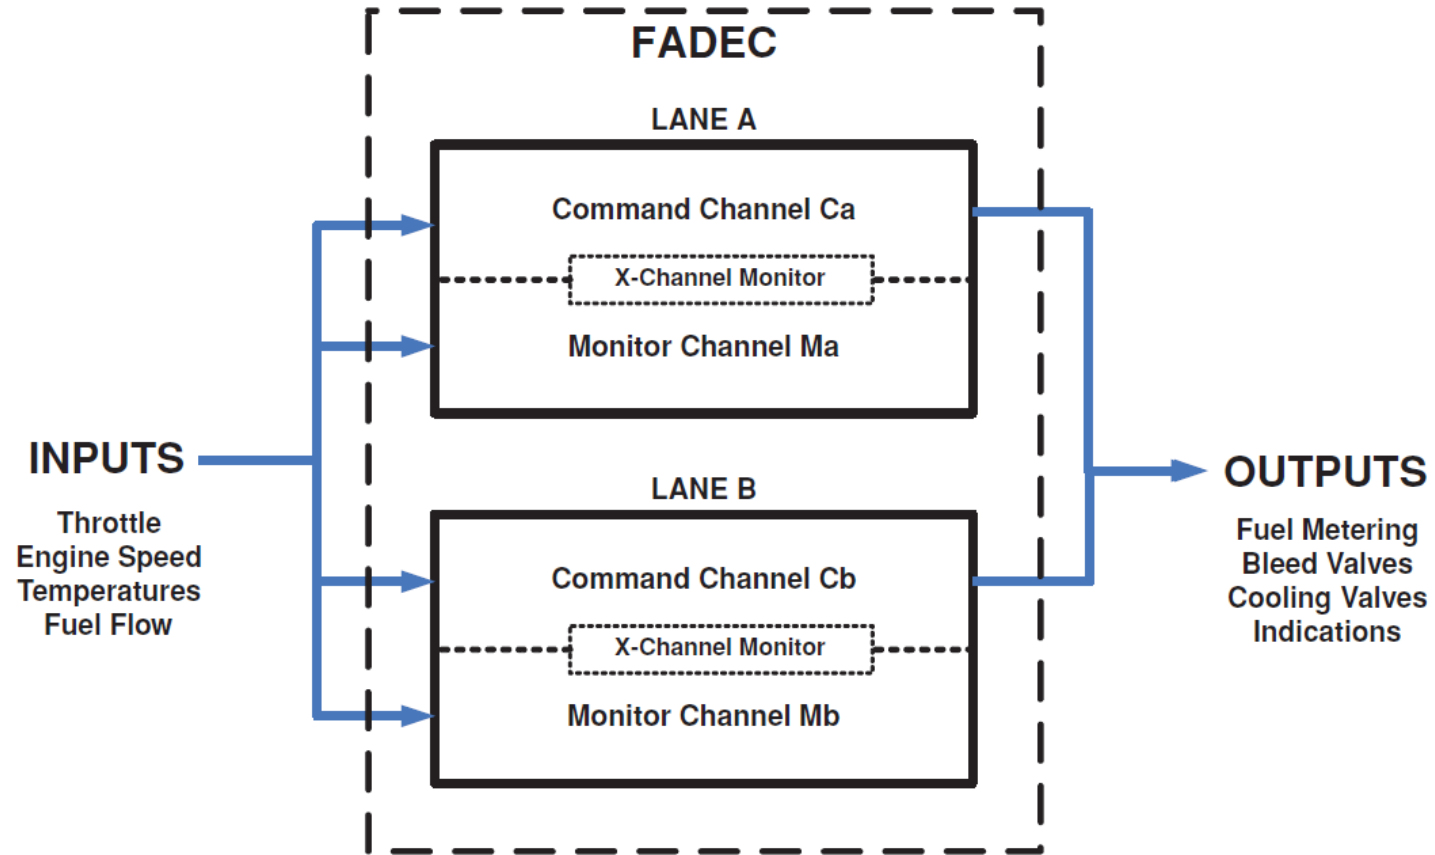 FADEC
LANE A
Command Channel Ca
X-Channel Monitor
Monitor Channel Ma
INPUTS
Throttle
Engine Speed
Temperatures
Fuel Flow
LANE B
Command Channel Cb
X-Channel Monitor
Monitor Channel Mb
OUTPUTS
Fuel Metering
Bleed Valves
Cooling Valves
Indications